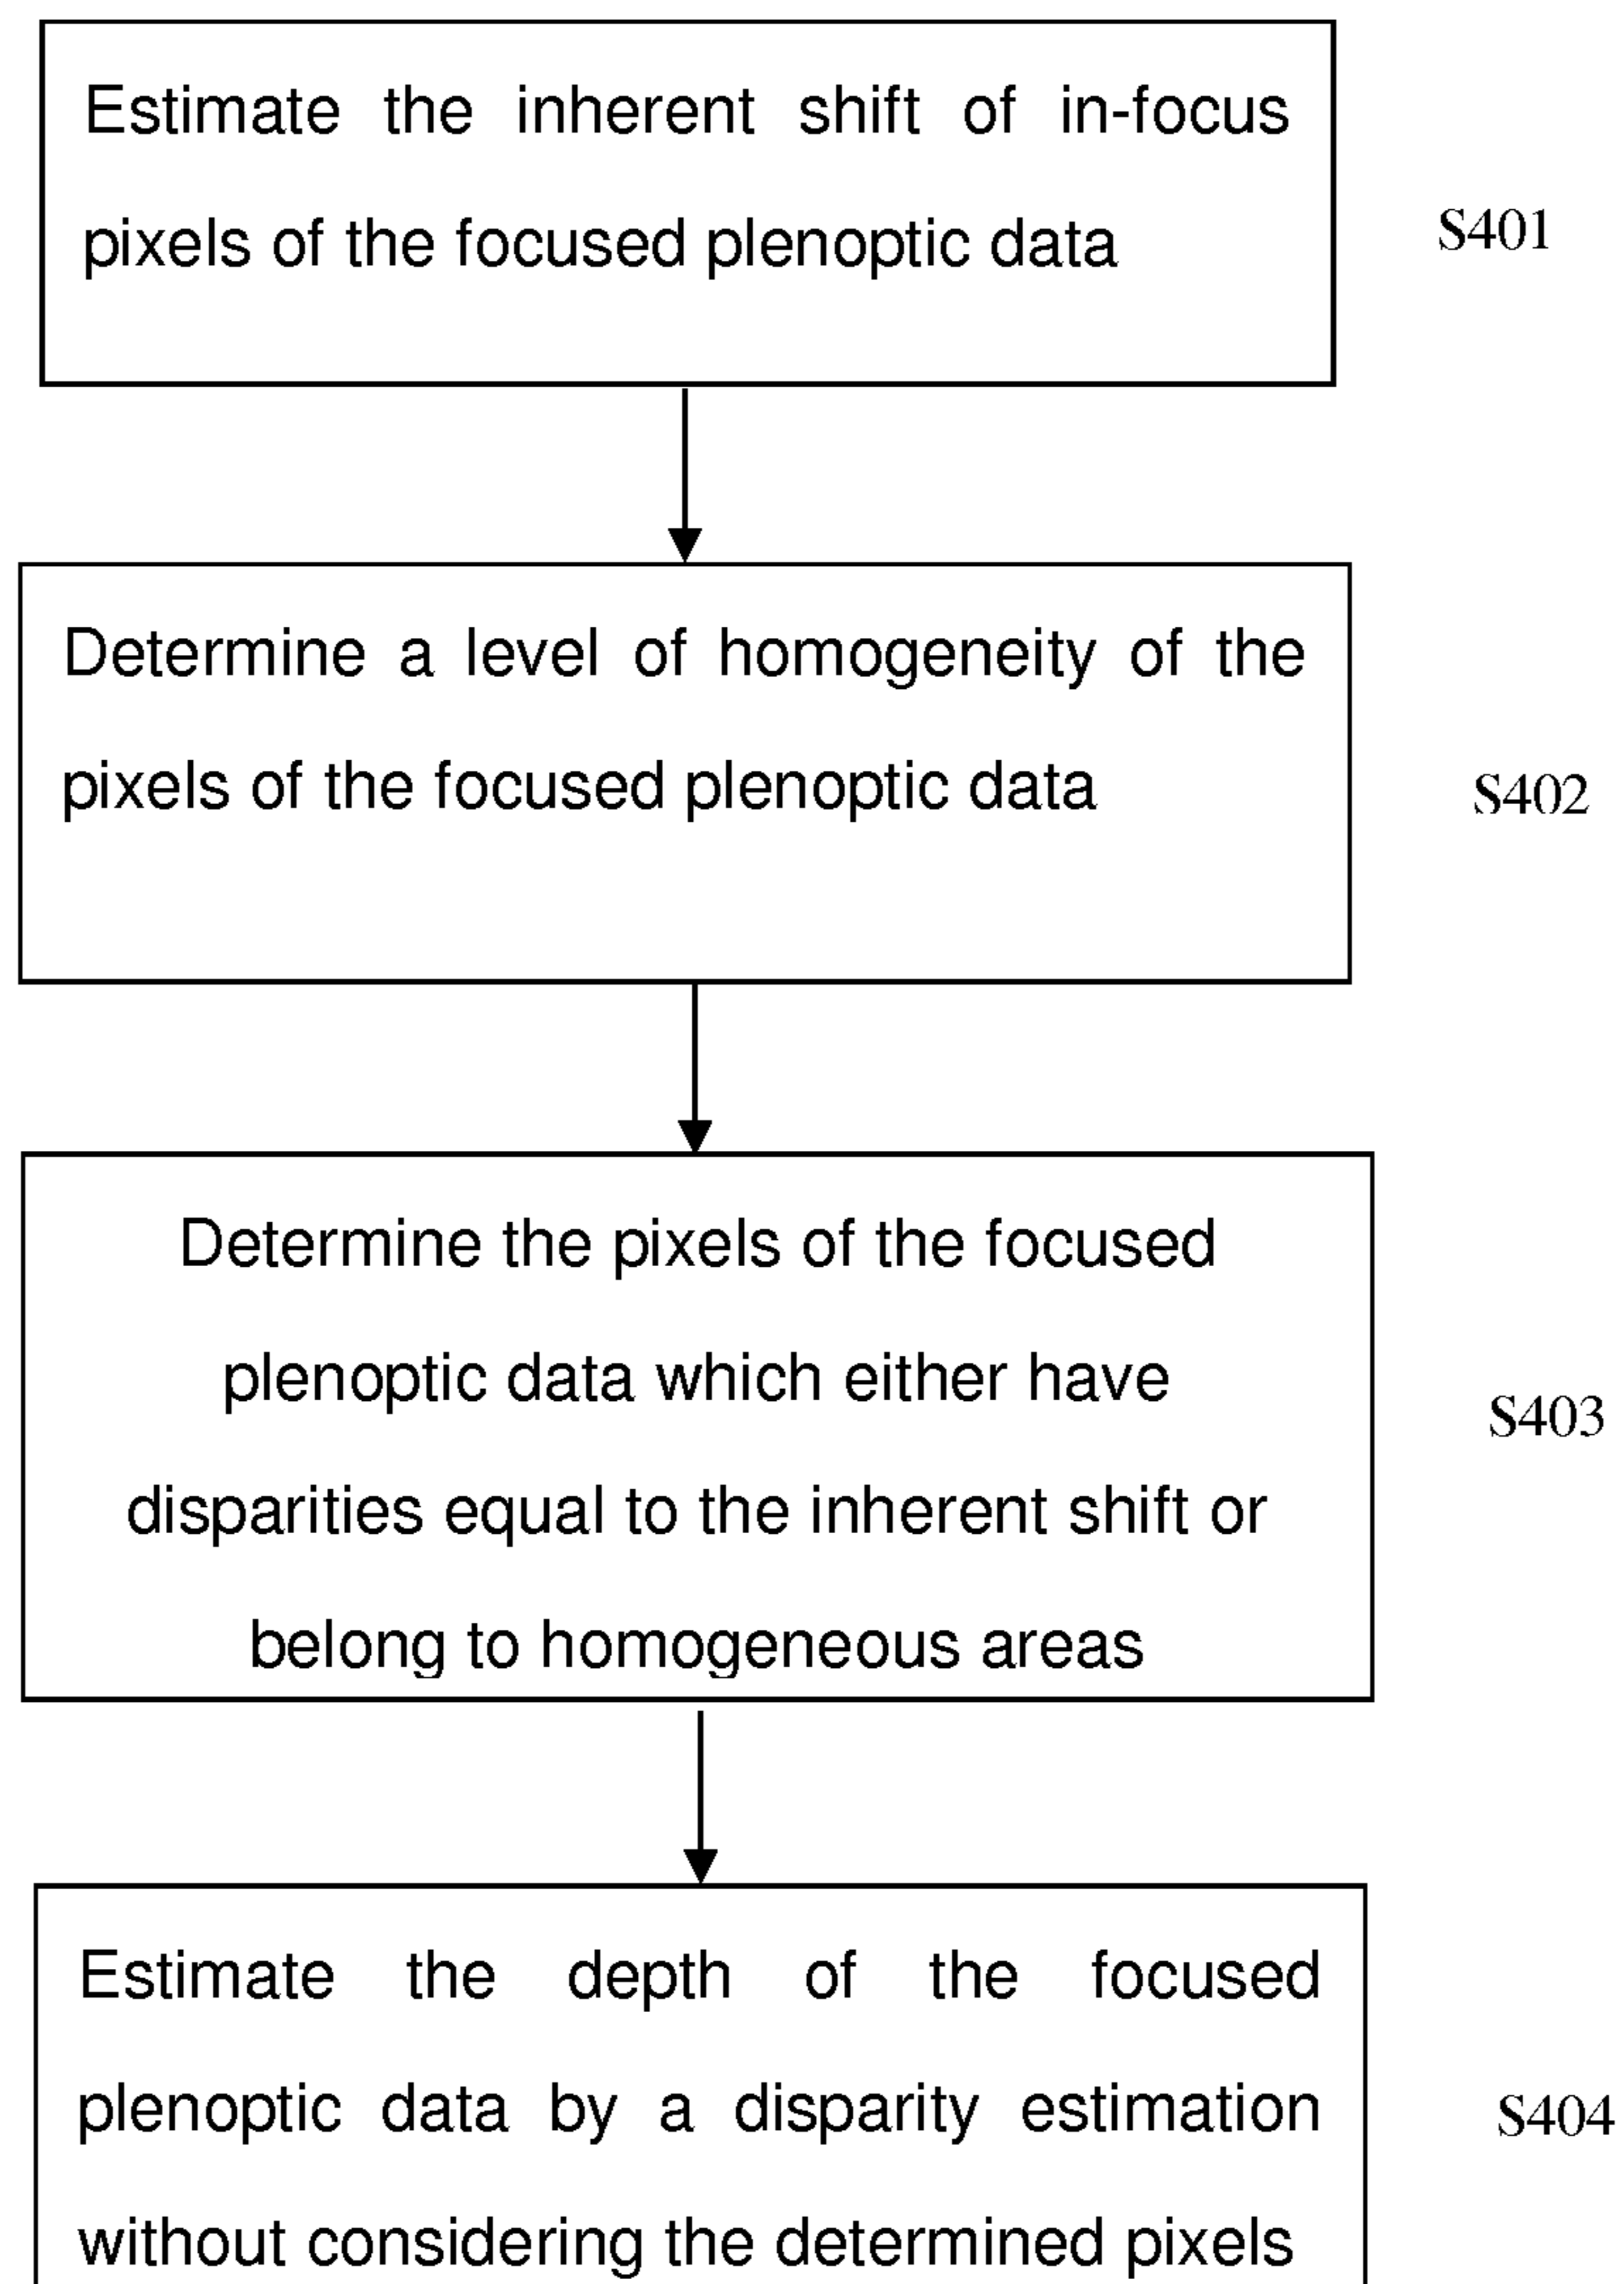 Estimate the inherent shift of in-focus
pixels of the focused plenoptic data
S401
Determine a level of homogeneity of the
pixels of the focused plenoptic data
S402
Determine the pixels of the focused
plenoptic data which either have
disparities equal to the inherent shift or
belong to homogeneous areas
S403
Estimate the depth of the focused
plenoptic data by a disparity estimation
without considering the determined pixels
S404